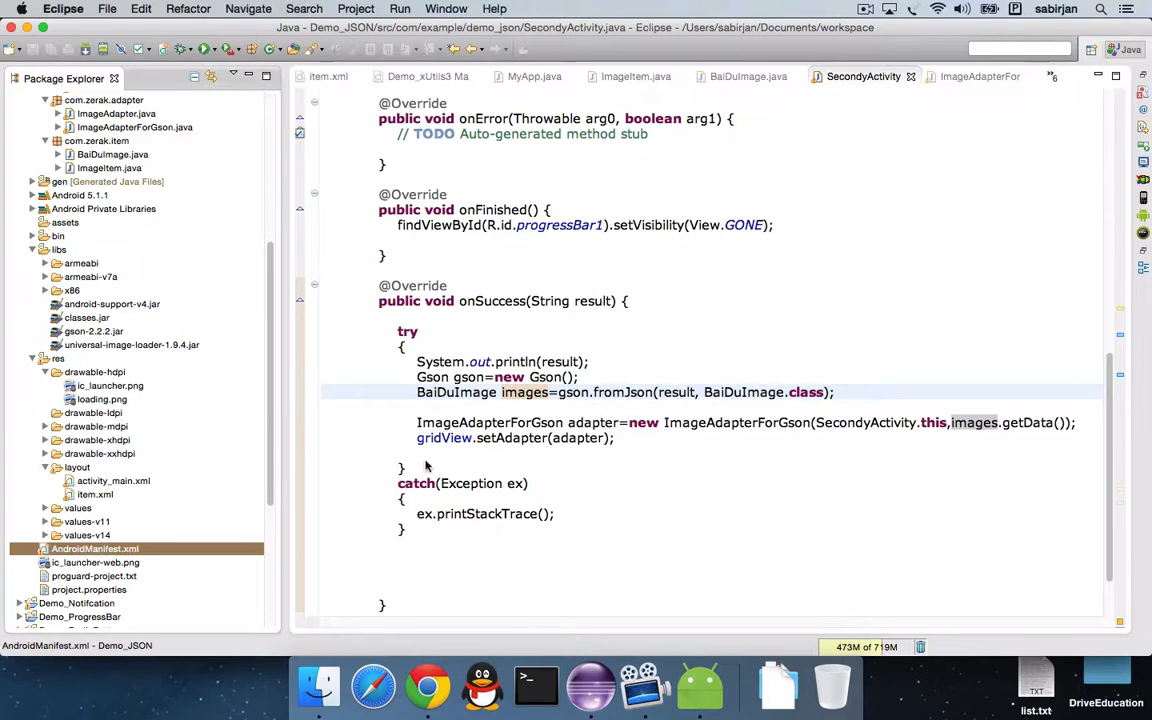 Eclipse File Edit Refactor Navigate Search Project Run Window Help sabirjan
Java - Demo_JSON/src/com/example/demo_json/SecondyActivity.java - Eclipse - /Users/sabirjan/Documents/workspace
Java
Package Explorer
item.xml Demo_xUtils3 Ma MyApp.java ImageItem.java BaiDuImage.java SecondyActivity ImageAdapterFor »6
com.zerak.adapter
ImageAdapter.java
ImageAdapterForGson.java
com.zerak.item
BaiDuImage.java
ImageItem.java
gen [Generated Java Files]
Android 5.1.1
Android Private Libraries
assets
bin
libs
armeabi
armeabi-v7a
x86
android-support-v4.jar
classes.jar
gson-2.2.2.jar
universal-image-loader-1.9.4.jar
res
drawable-hdpi
ic_launcher.png
loading.png
drawable-ldpi
drawable-mdpi
drawable-xhdpi
drawable-xxhdpi
layout
activity_main.xml
item.xml
values
values-v11
values-v14
AndroidManifest.xml
ic_launcher-web.png
proguard-project.txt
project.properties
Demo_Notifcation
Demo_ProgressBar
@Override
public void onError(Throwable arg0, boolean arg1) {
// TODO Auto-generated method stub
}
@Override
public void onFinished() {
findViewById(R.id.progressBar1).setVisibility(View.GONE);
}
@Override
public void onSuccess(String result) {
try
{
System.out.println(result);
Gson gson=new Gson();
BaiDuImage images=gson.fromJson(result, BaiDuImage.class);
ImageAdapterForGson adapter=new ImageAdapterForGson(SecondyActivity.this,images.getData());
gridView.setAdapter(adapter);
}
catch(Exception ex)
{
ex.printStackTrace();
}
}
AndroidManifest.xml - Demo_JSON
473M of 719M
TXT
list.txt
DriveEducation